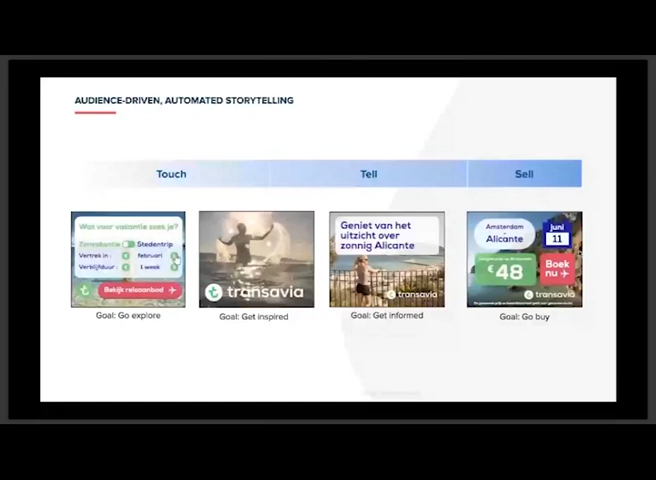 AUDIENCE-DRIVEN, AUTOMATED STORYTELLING
Touch
Tell
Sell
Wat voor vakantie zoek je?
Zonvakantie Stedentrip
Vertrek in: februari
Verblijfduur: 1 week
Bekijk reisaanbod
Goal: Go explore
transavia
Goal: Get inspired
Geniet van het
uitzicht over
zonnig Alicante
transavia
Goal: Get informed
Amsterdam
-
Alicante
juni
11
€48
Boek
nu
transavia
Goal: Go buy